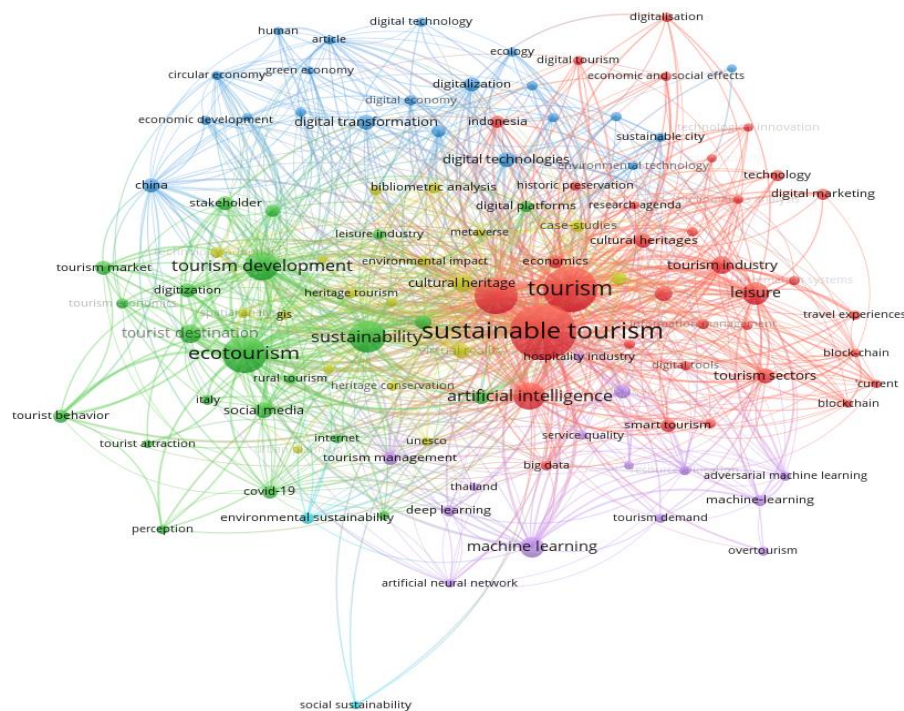 digital technology
digitalisation
human
article
ecology
digital tourism
circular economy
green economy
economic and social effects
digitalization
digital economy
economic development
digital transformation
indonesia
sustainable city
digital technologies
environmental technology
technology
china
bibliometric analysis
historic preservation
digital marketing
stakeholder
digital platforms
research agenda
leisure industry
metaverse
case-studies
cultural heritages
tourism market
tourism development
environmental impact
economics
tourism industry
cultural heritage
tourism
leisure
digitization
heritage tourism
tourism economics
gis
travel experiences
tourist destination
sustainability
sustainable tourism
virtual reality
ecotourism
hospitality industry
block-chain
digital tools
rural tourism
heritage conservation
tourism sectors
'current
italy
artificial intelligence
blockchain
tourist behavior
social media
smart tourism
tourist attraction
internet
unesco
service quality
tourism management
big data
adversarial machine learning
covid-19
thailand
machine-learning
perception
environmental sustainability
deep learning
tourism demand
machine learning
overtourism
artificial neural network
social sustainability